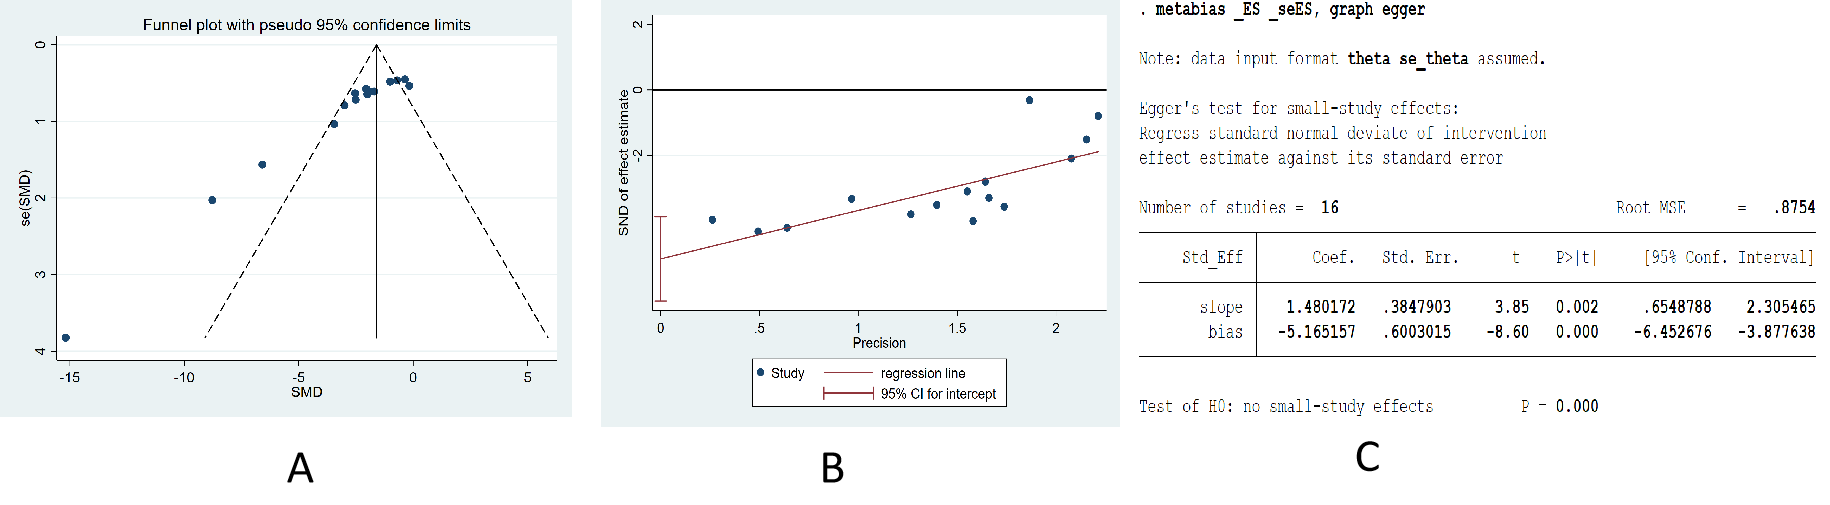 Funnel plot with pseudo 95% confidence limits
se(SMD)
0
1
2
3
4
-15
-10
-5
0
5
SMD
A
SND of effect estimate
2
0
-2
0
.5
1
1.5
2
Precision
Study
regression line
95% CI for intercept
B
. metabias _ES _seES, graph egger
Note: data input format theta se_theta assumed.
Egger's test for small-study effects:
Regress standard normal deviate of intervention
effect estimate against its standard error
Number of studies = 16 Root MSE = .8754
Std_Eff Coef. Std. Err. t P>|t| [95% Conf. Interval]
slope 1.480172 .3847903 3.85 0.002 .6548788 2.305465
bias -5.165157 .6003015 -8.60 0.000 -6.452676 -3.877638
Test of H0: no small-study effects P = 0.000
C